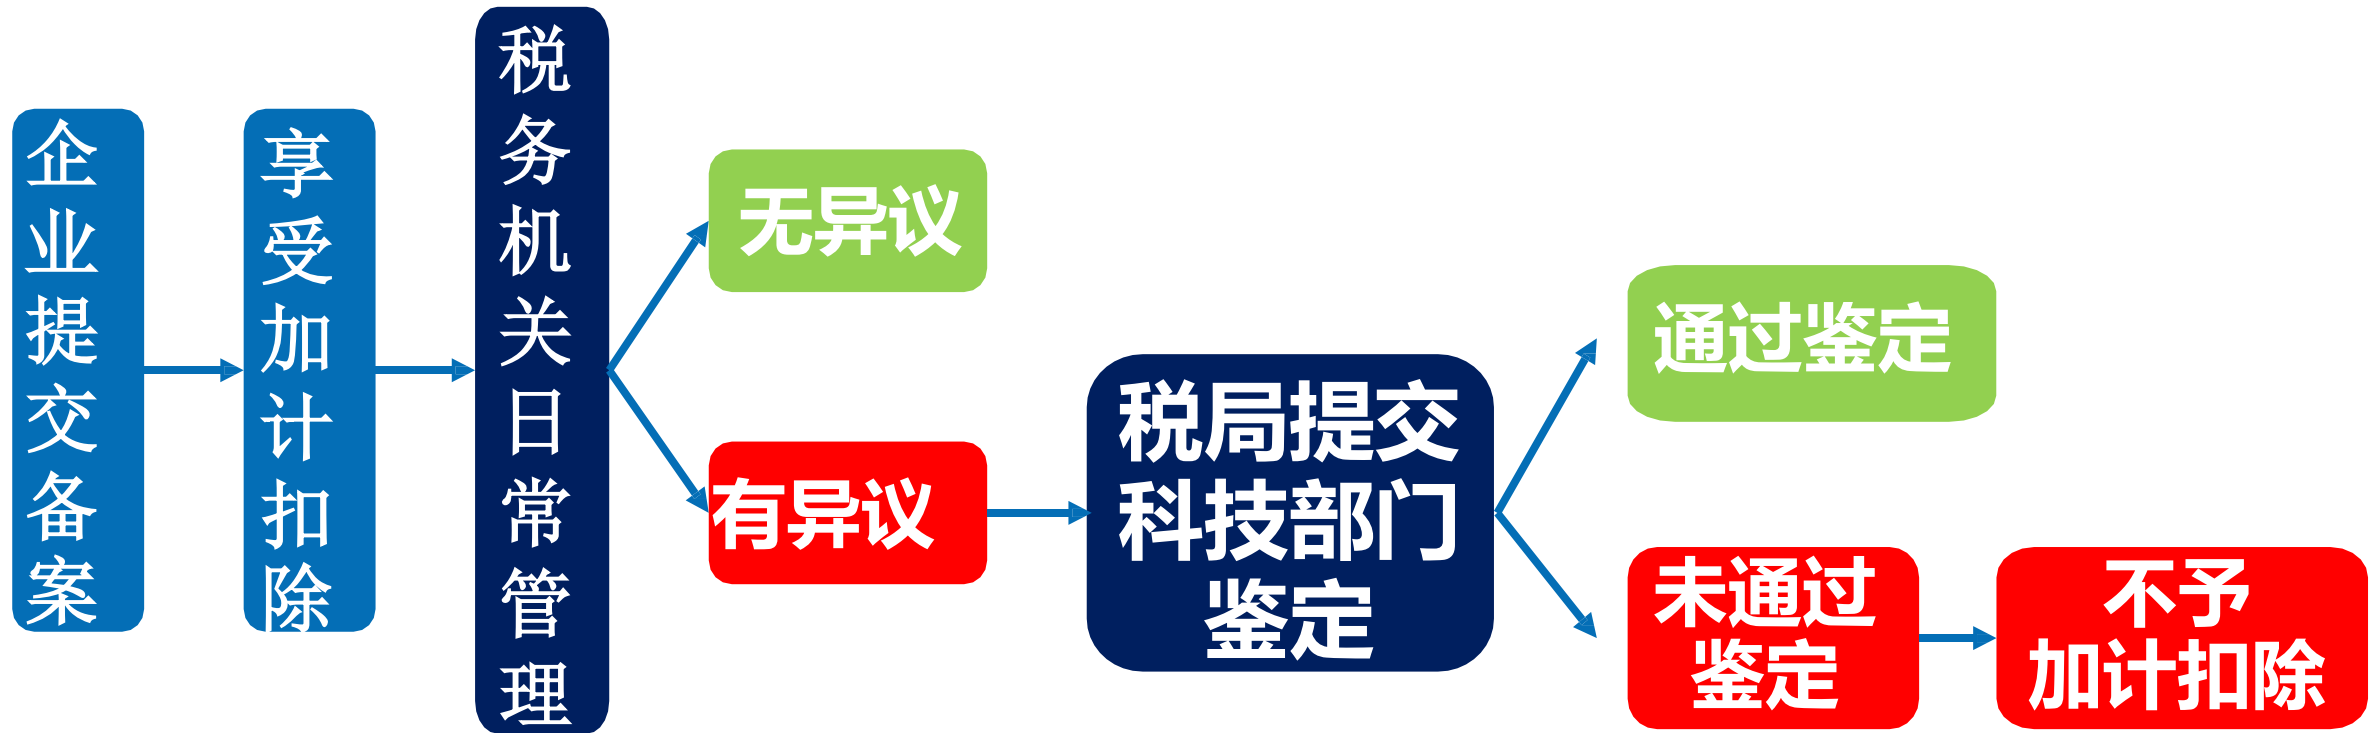 企业提交备案
享受加计扣除
税务机关日常管理
无异议
有异议
税局提交
科技部门
鉴定
通过鉴定
未通过
鉴定
不予
加计扣除